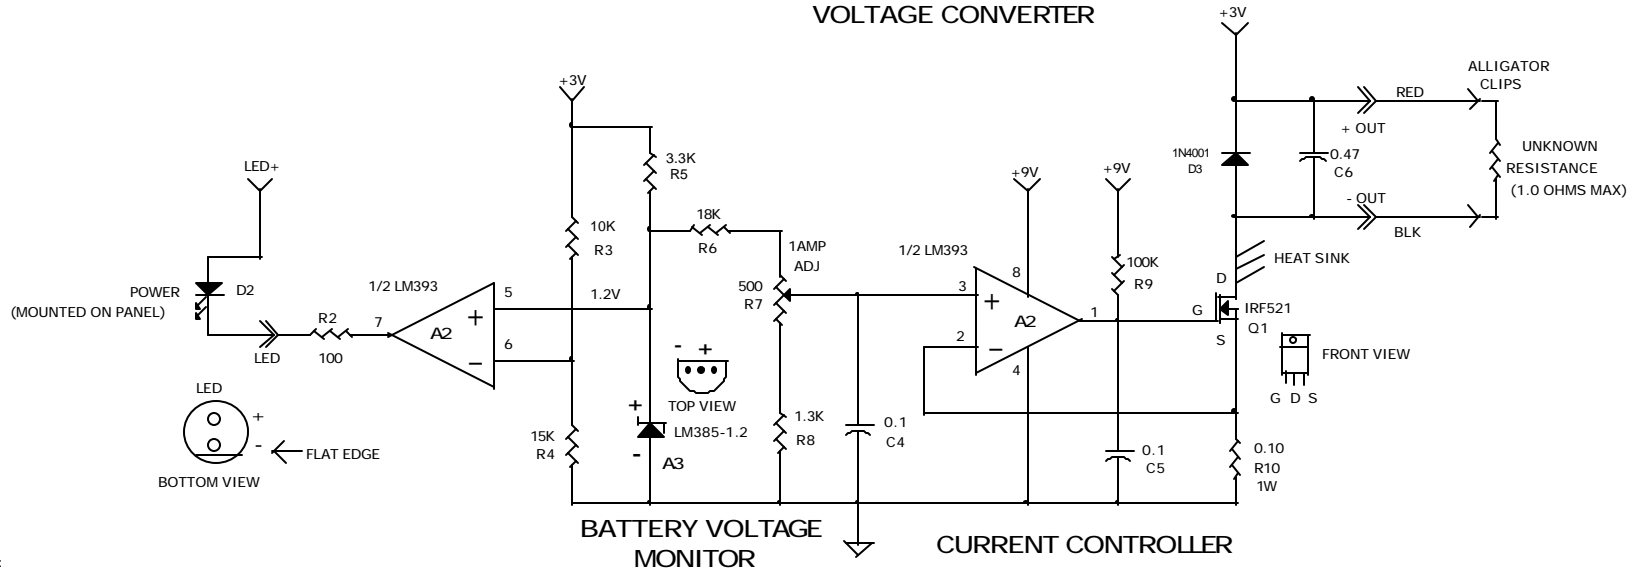 VOLTAGE CONVERTER
+3V
ALLIGATOR
CLIPS
RED
+ OUT
1N4001
D3
0.47
C6
UNKNOWN
RESISTANCE
(1.0 OHMS MAX)
- OUT
BLK
HEAT SINK
+3V
3.3K
R5
LED+
10K
R3
18K
R6
1AMP
ADJ
500
R7
1.2V
1/2 LM393
5
+
A2
7
6
-
POWER
(MOUNTED ON PANEL)
D2
R2
100
LED
LED
+
-
FLAT EDGE
BOTTOM VIEW
15K
R4
- +
TOP VIEW
+
LM385-1.2
-
A3
1.3K
R8
0.1
C4
+9V
+9V
1/2 LM393
8
3
+
A2
1
2
-
4
100K
R9
D
G
S
IRF521
Q1
FRONT VIEW
G D S
0.1
C5
0.10
R10
1W
BATTERY VOLTAGE
MONITOR
CURRENT CONTROLLER